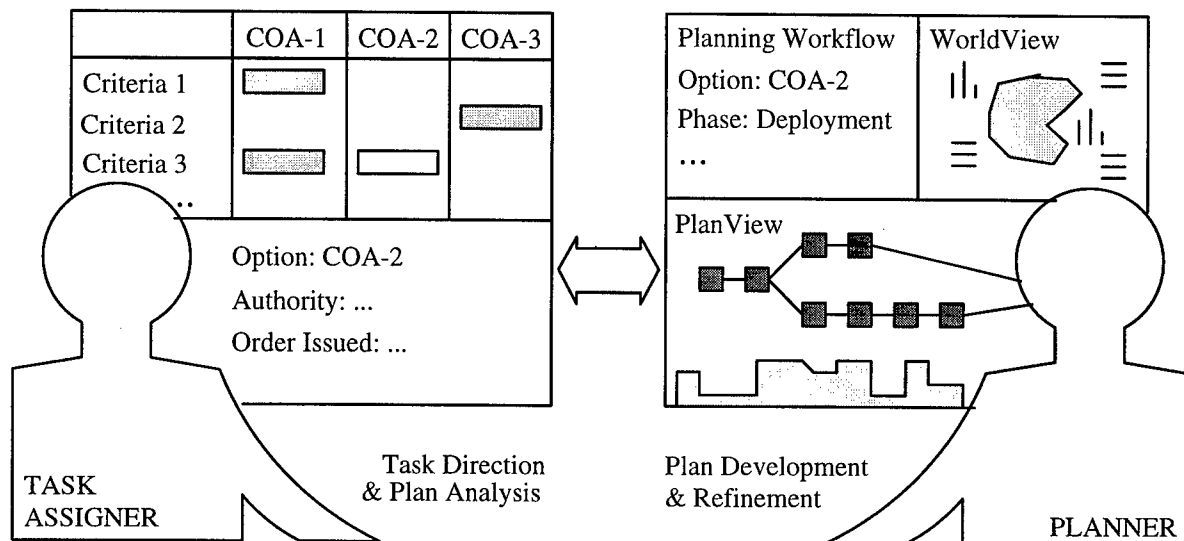 COA-1 COA-2 COA-3
Criteria 1
Criteria 2
Criteria 3
..
Option: COA-2
Authority: ...
Order Issued: ...
Planning Workflow
Option: COA-2
Phase: Deployment
...
WorldView
PlanView
Task Direction
& Plan Analysis
Plan Development
& Refinement
TASK
ASSIGNER
PLANNER